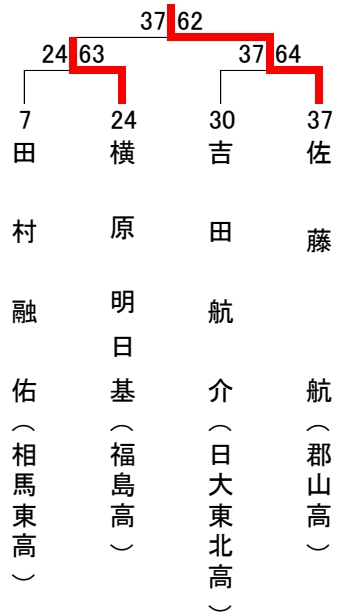 37 62
24 63 37 64
7 24 30 37
田村融佑（相馬東高）
横原明日基（福島高）
吉田航介（日大東北高）
佐藤航（郡山高）